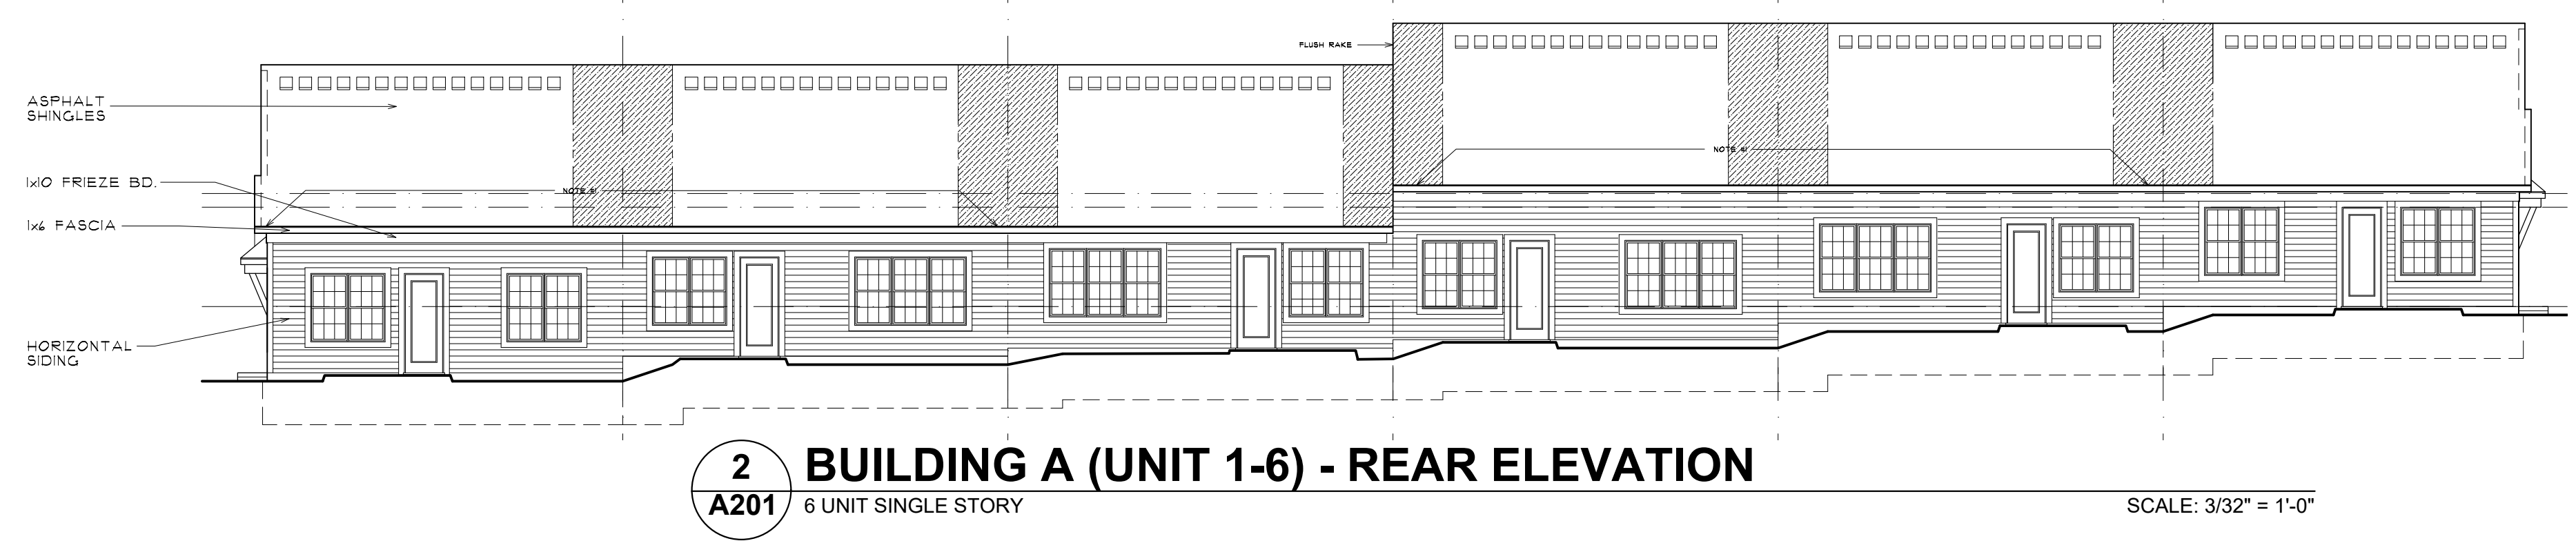 FLUSH RAKE
ASPHALT
SHINGLES
NOTE #1
1x10 FRIEZE BD.
NOTE #1
1x6 FASCIA
HORIZONTAL
SIDING
2
BUILDING A (UNIT 1-6) - REAR ELEVATION
A201
6 UNIT SINGLE STORY
SCALE: 3/32" = 1'-0"